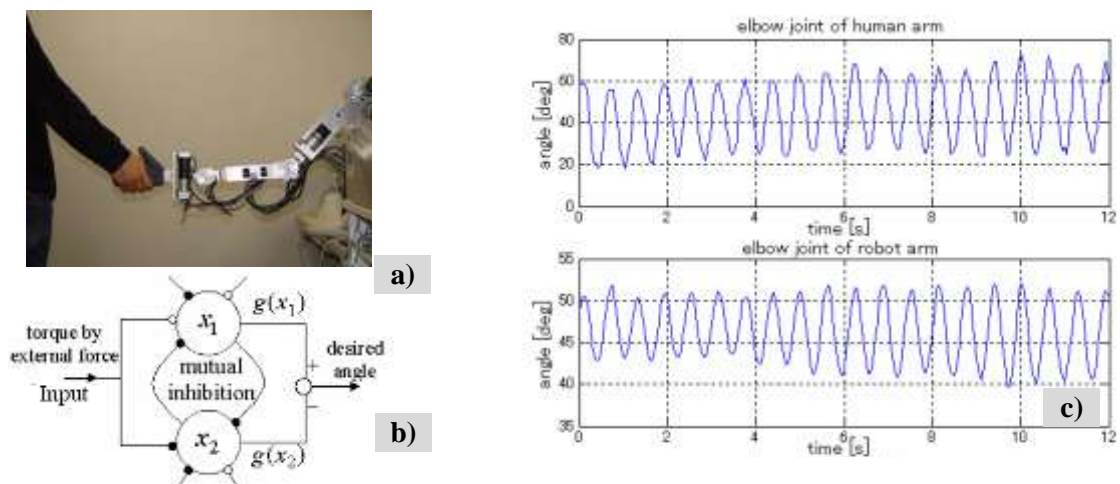 a)
g(x₁)
x₁
torque by
external force
Input
mutual
inhibition
desired
angle
+
−
x₂
g(x₂)
b)
elbow joint of human arm
80
60
40
20
0
angle [deg]
0 2 4 6 8 10 12
time [s]
elbow joint of robot arm
55
50
45
40
35
angle [deg]
0 2 4 6 8 10 12
time [s]
c)